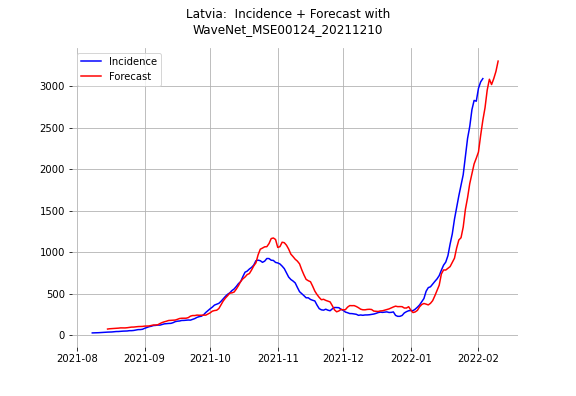 Latvia:  Incidence + Forecast with
WaveNet_MSE00124_20211210
Incidence
Forecast
3000
2500
2000
1500
1000
500
0
2021-08 2021-09 2021-10 2021-11 2021-12 2022-01 2022-02